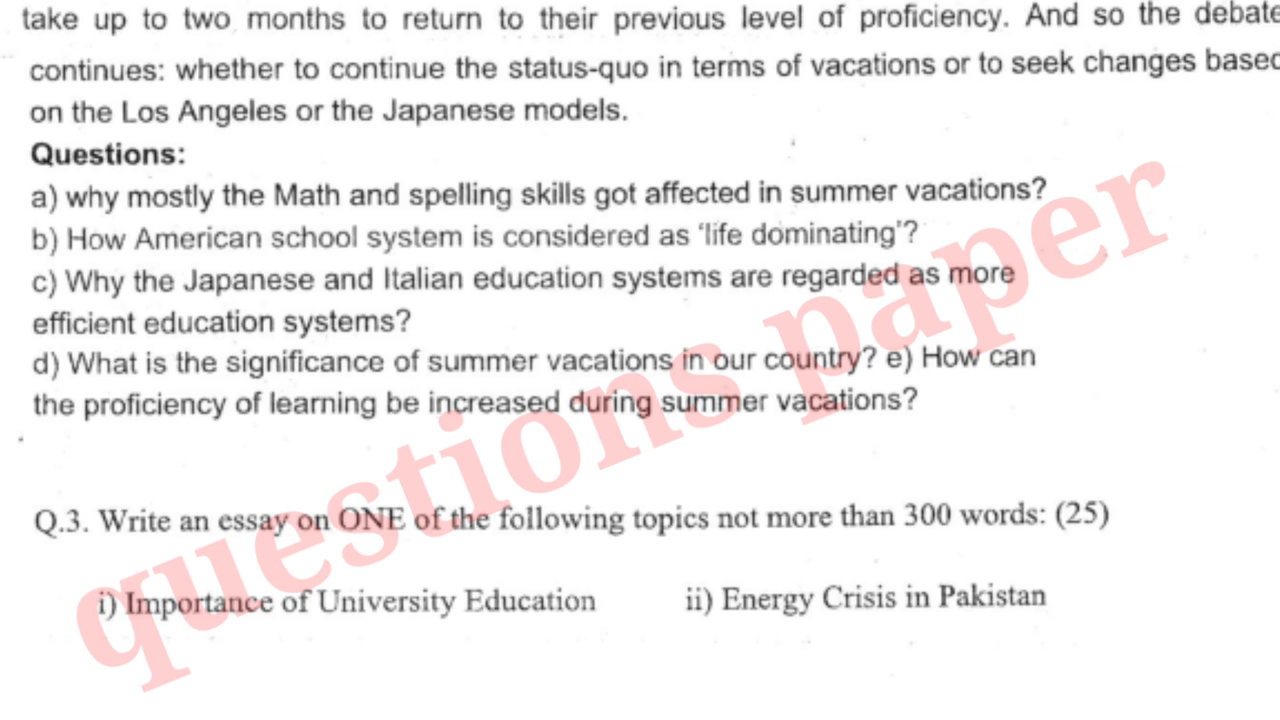 take up to two months to return to their previous level of proficiency. And so the debate
continues: whether to continue the status-quo in terms of vacations or to seek changes based
on the Los Angeles or the Japanese models.
Questions:
a) why mostly the Math and spelling skills got affected in summer vacations?
b) How American school system is considered as 'life dominating'?
c) Why the Japanese and Italian education systems are regarded as more
efficient education systems?
d) What is the significance of summer vacations in our country? e) How can
the proficiency of learning be increased during summer vacations?
Q.3. Write an essay on ONE of the following topics not more than 300 words: (25)
i) Importance of University Education ii) Energy Crisis in Pakistan
questions paper